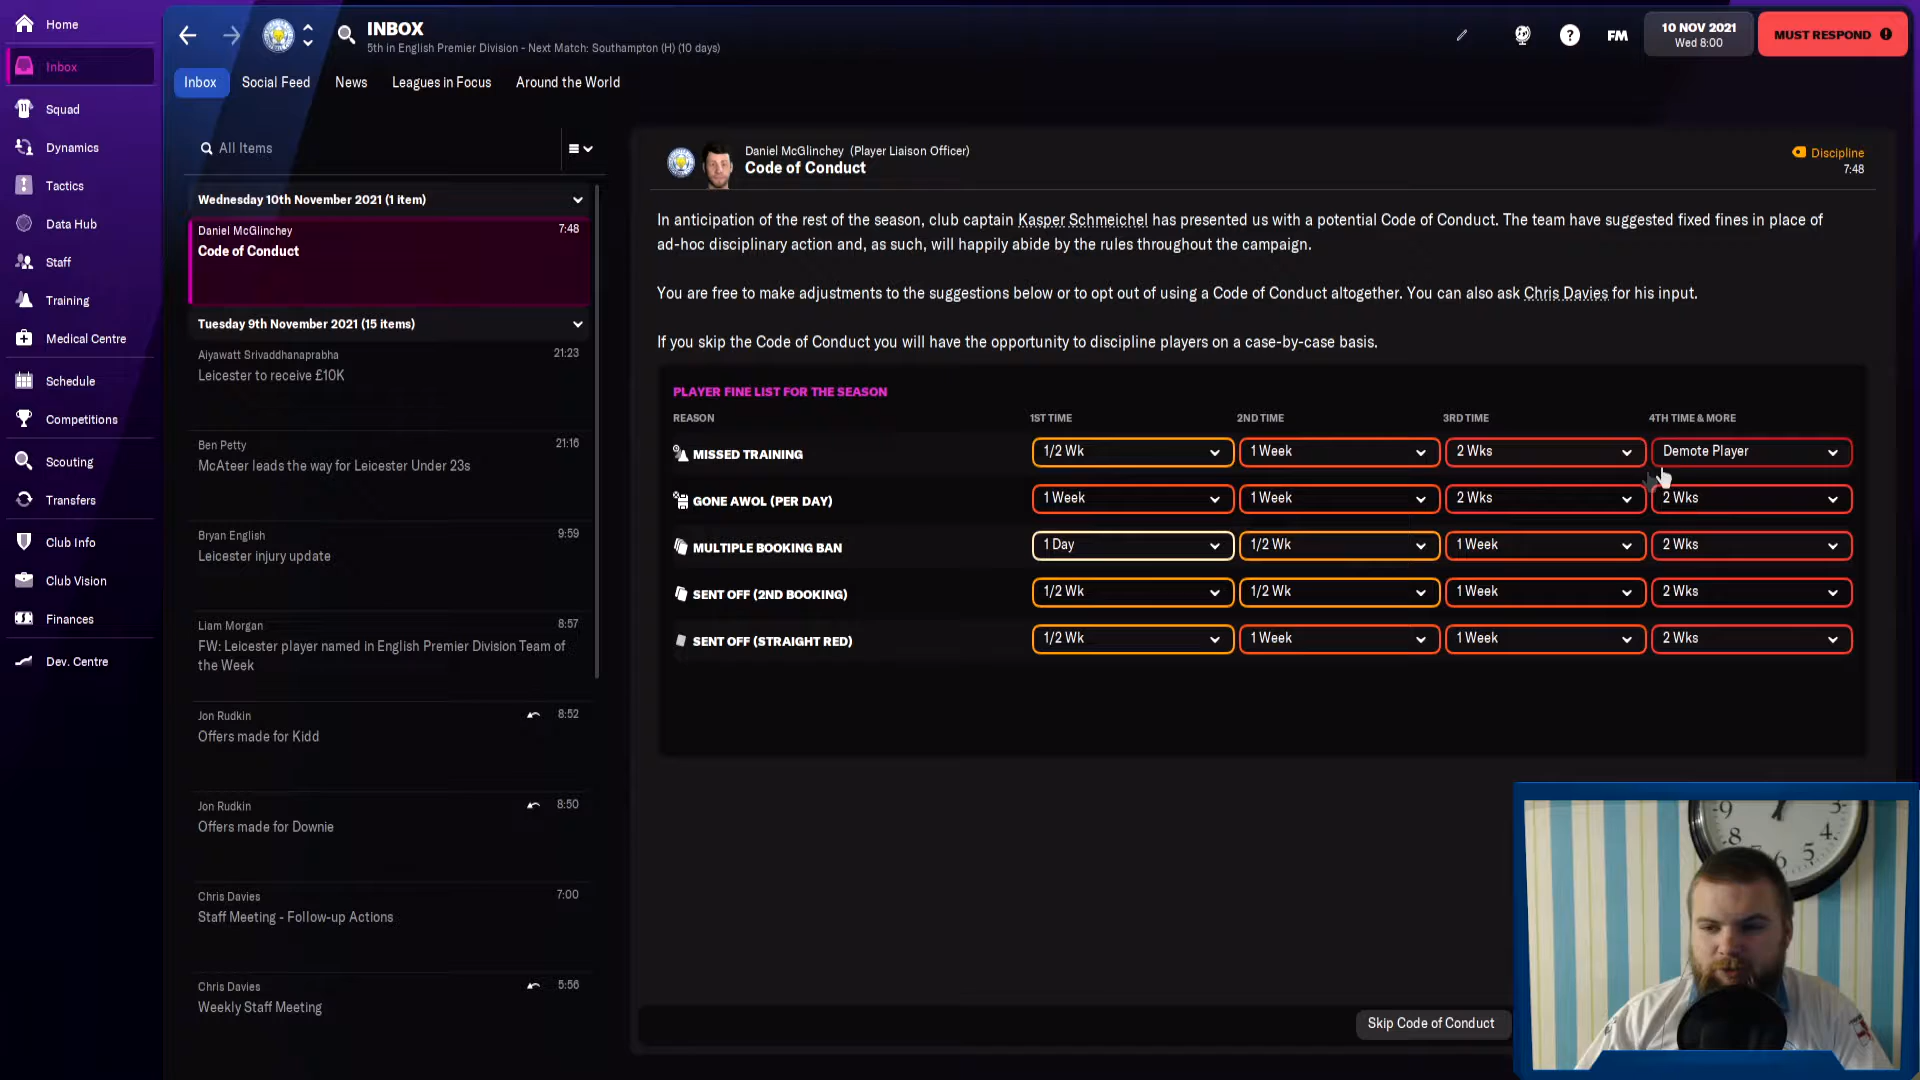 Home
Inbox
Squad
Dynamics
Tactics
Data Hub
Staff
Training
Medical Centre
Schedule
Competitions
Scouting
Transfers
Club Info
Club Vision
Finances
Dev. Centre
INBOX
5th in English Premier Division - Next Match: Southampton (H) (10 days)
FM
10 NOV 2021
Wed 8:00
MUST RESPOND
Inbox Social Feed News Leagues in Focus Around the World
All Items
Wednesday 10th November 2021 (1 item)
Daniel McGlinchey 7:48
Code of Conduct
Tuesday 9th November 2021 (15 items)
Aiyawatt Srivaddhanaprabha 21:23
Leicester to receive £10K
Ben Petty 21:16
McAteer leads the way for Leicester Under 23s
Bryan English 9:59
Leicester injury update
Liam Morgan 8:57
FW: Leicester player named in English Premier Division Team of
the Week
Jon Rudkin 8:52
Offers made for Kidd
Jon Rudkin 8:50
Offers made for Downie
Chris Davies 7:00
Staff Meeting - Follow-up Actions
Chris Davies 5:56
Weekly Staff Meeting
Daniel McGlinchey (Player Liaison Officer)
Code of Conduct
Discipline
7:48
In anticipation of the rest of the season, club captain Kasper Schmeichel has presented us with a potential Code of Conduct. The team have suggested fixed fines in place of
ad-hoc disciplinary action and, as such, will happily abide by the rules throughout the campaign.
You are free to make adjustments to the suggestions below or to opt out of using a Code of Conduct altogether. You can also ask Chris Davies for his input.
If you skip the Code of Conduct you will have the opportunity to discipline players on a case-by-case basis.
PLAYER FINE LIST FOR THE SEASON
REASON 1ST TIME 2ND TIME 3RD TIME 4TH TIME & MORE
MISSED TRAINING 1/2 Wk 1 Week 2 Wks Demote Player
GONE AWOL (PER DAY) 1 Week 1 Week 2 Wks 2 Wks
MULTIPLE BOOKING BAN 1 Day 1/2 Wk 1 Week 2 Wks
SENT OFF (2ND BOOKING) 1/2 Wk 1/2 Wk 1 Week 2 Wks
SENT OFF (STRAIGHT RED) 1/2 Wk 1 Week 1 Week 2 Wks
Skip Code of Conduct
9
8
7
6
5
4
3